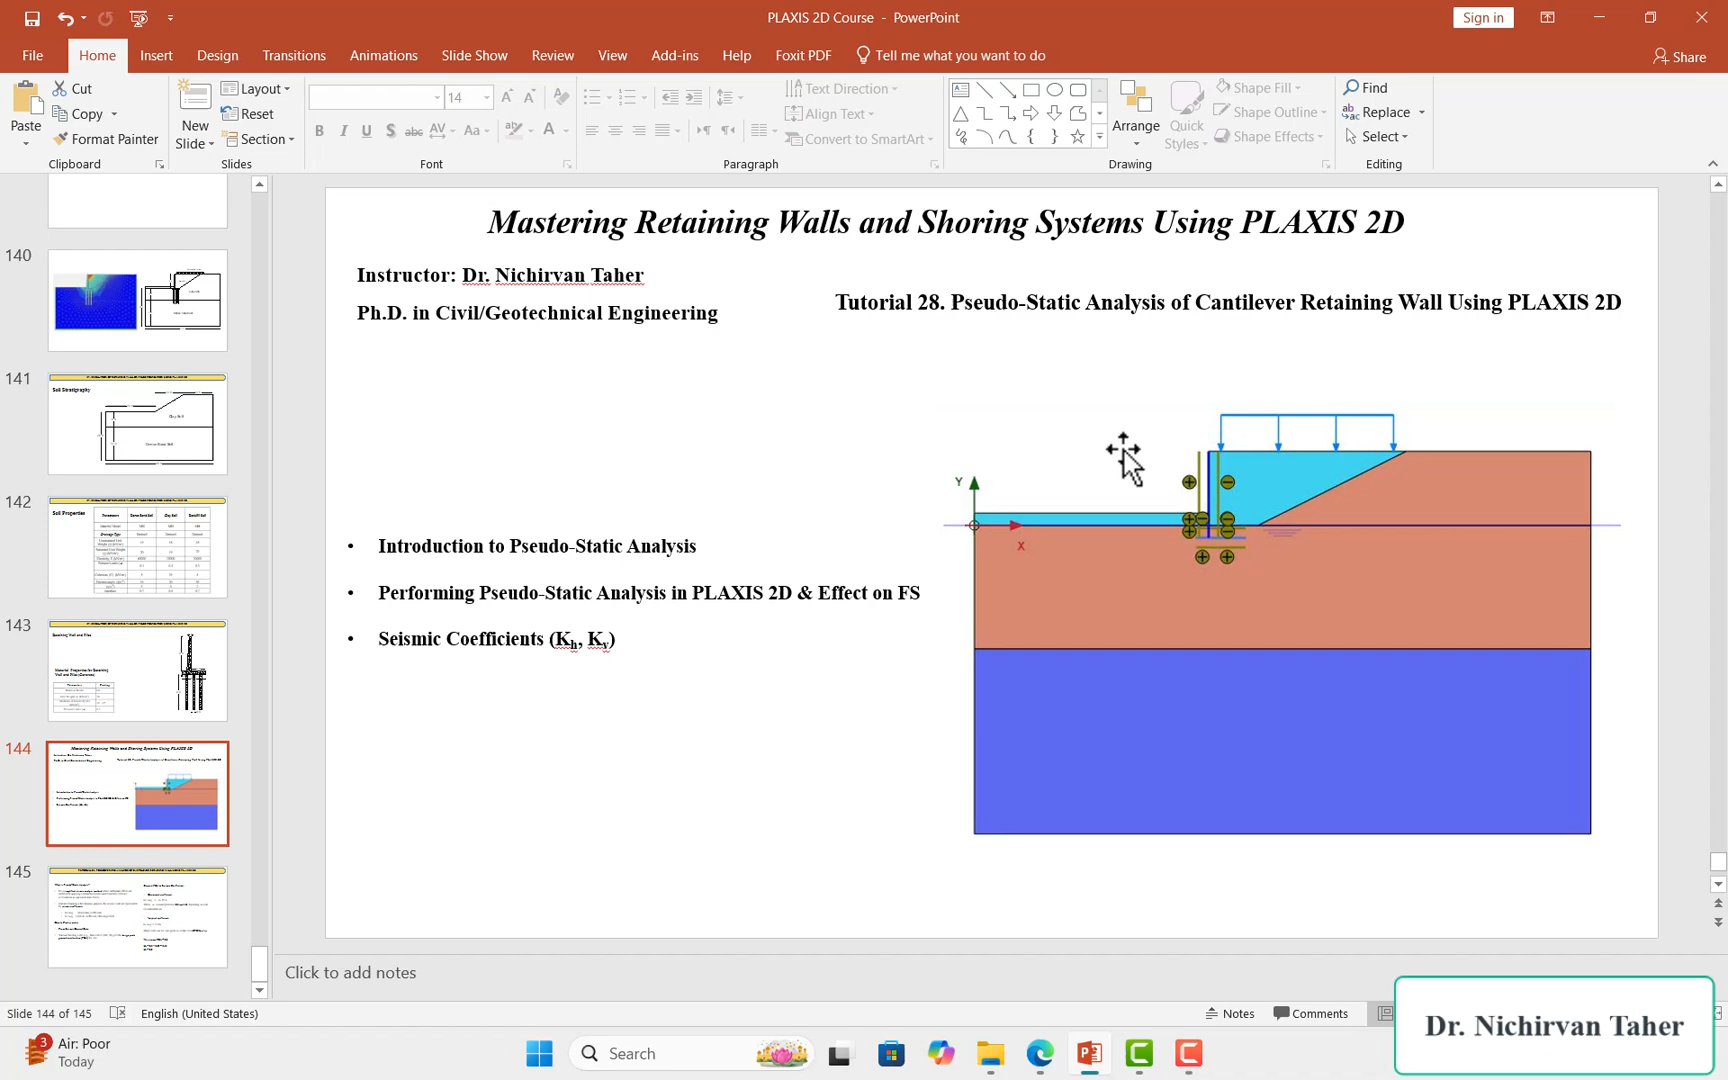 PLAXIS 2D Course - PowerPoint
Sign in
File Home Insert Design Transitions Animations Slide Show Review View Add-ins Help Foxit PDF Tell me what you want to do
Share
Paste
Cut
Copy
Format Painter
Clipboard
New Slide
Layout
Reset
Section
Slides
14
Font
Text Direction
Align Text
Convert to SmartArt
Paragraph
Arrange
Quick Styles
Shape Fill
Shape Outline
Shape Effects
Drawing
Find
Replace
Select
Editing
140
141
Soil Stratigraphy
142
Soil Properties
143
144
145
Mastering Retaining Walls and Shoring Systems Using PLAXIS 2D
Instructor: Dr. Nichirvan Taher
Ph.D. in Civil/Geotechnical Engineering
Tutorial 28. Pseudo-Static Analysis of Cantilever Retaining Wall Using PLAXIS 2D
• Introduction to Pseudo-Static Analysis
• Performing Pseudo-Static Analysis in PLAXIS 2D & Effect on FS
• Seismic Coefficients (Kh, Kv)
Y
X
Click to add notes
Slide 144 of 145
English (United States)
Notes
Comments
Dr. Nichirvan Taher
3
Air: Poor
Today
Search